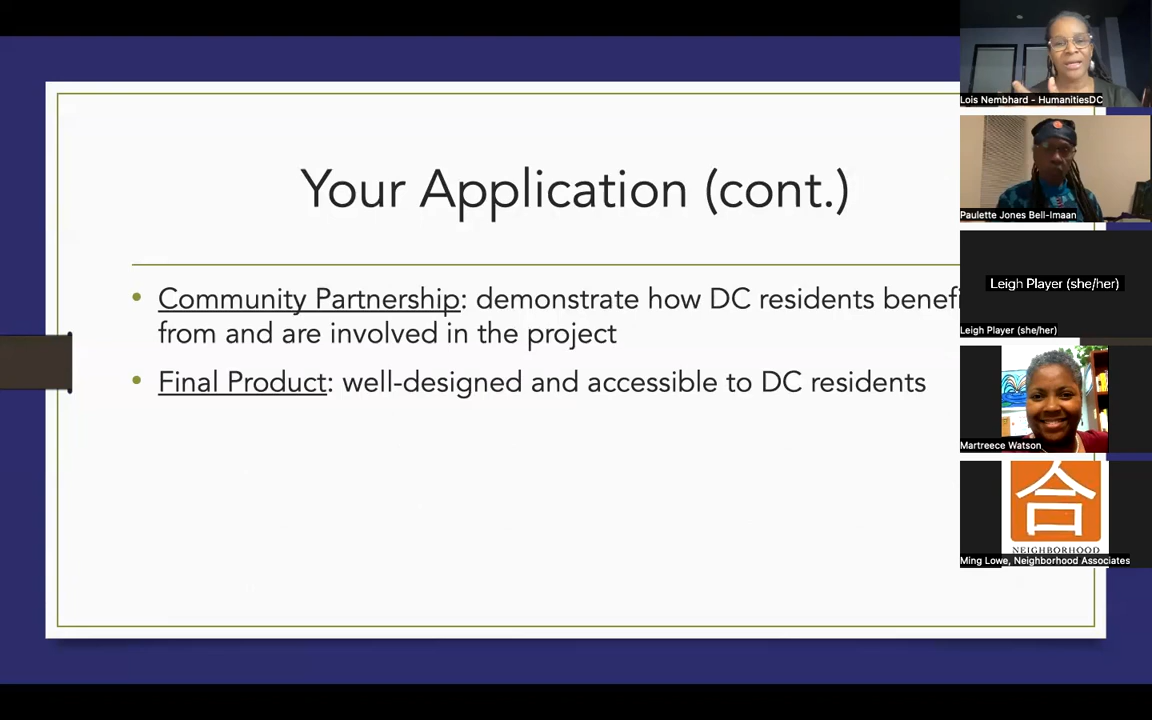 Your Application (cont.)
Community Partnership: demonstrate how DC residents benefi
from and are involved in the project
Final Product: well-designed and accessible to DC residents
Lois Nembhard - HumanitiesDC
Paulette Jones Bell-Imaan
Leigh Player (she/her)
Leigh Player (she/her)
Martreece Watson
合
NEIGHBORHOOD
Ming Lowe, Neighborhood Associates